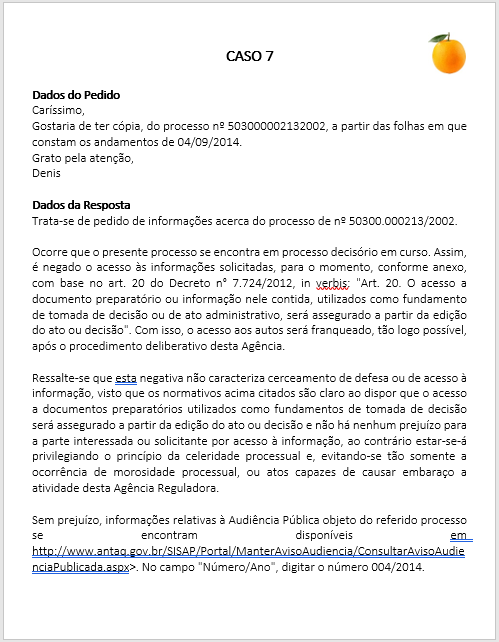 CASO 7
Dados do Pedido
Caríssimo,
Gostaria de ter cópia, do processo nº 503000002132002, a partir das folhas em que
constam os andamentos de 04/09/2014.
Grato pela atenção,
Denis
Dados da Resposta
Trata-se de pedido de informações acerca do processo de nº 50300.000213/2002.
Ocorre que o presente processo se encontra em processo decisório em curso. Assim,
é negado o acesso às informações solicitadas, para o momento, conforme anexo,
com base no art. 20 do Decreto n° 7.724/2012, in verbis: "Art. 20. O acesso a
documento preparatório ou informação nele contida, utilizados como fundamento
de tomada de decisão ou de ato administrativo, será assegurado a partir da edição
do ato ou decisão". Com isso, o acesso aos autos será franqueado, tão logo possível,
após o procedimento deliberativo desta Agência.
Ressalte-se que esta negativa não caracteriza cerceamento de defesa ou de acesso à
informação, visto que os normativos acima citados são claro ao dispor que o acesso
a documentos preparatórios utilizados como fundamentos de tomada de decisão
será assegurado a partir da edição do ato ou decisão e não há nenhum prejuízo para
a parte interessada ou solicitante por acesso à informação, ao contrário estar-se-á
privilegiando o princípio da celeridade processual e, evitando-se tão somente a
ocorrência de morosidade processual, ou atos capazes de causar embaraço a
atividade desta Agência Reguladora.
Sem prejuízo, informações relativas à Audiência Pública objeto do referido processo
se encontram disponíveis em
http://www.antaq.gov.br/SISAP/Portal/ManterAvisoAudiencia/ConsultarAvisoAudie
nciaPublicada.aspx>. No campo "Número/Ano", digitar o número 004/2014.